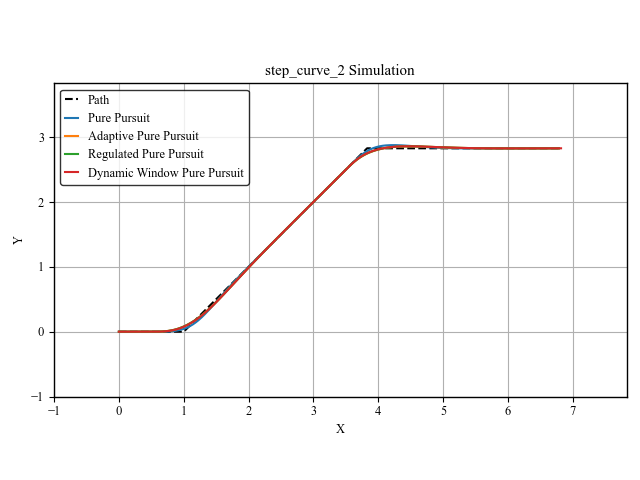 step_curve_2 Simulation
Path
Pure Pursuit
Adaptive Pure Pursuit
Regulated Pure Pursuit
Dynamic Window Pure Pursuit
3
2
1
0
−1
Y
−1 0 1 2 3 4 5 6 7
X